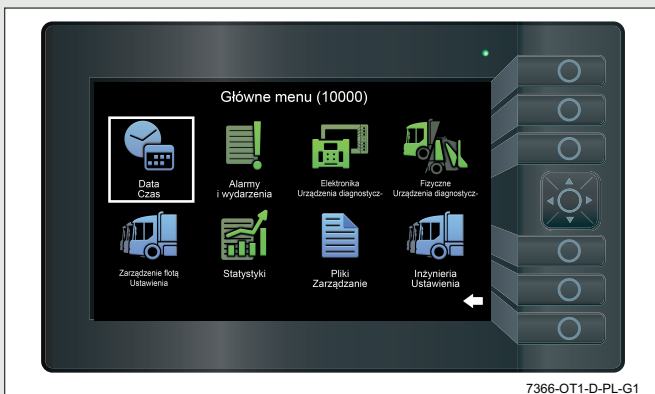 Główne menu (10000)
Data
Czas
Alarmy
i wydarzenia
Elektronika
Urządzenia diagnostycz-
Fizyczne
Urządzenia diagnostycz-
Zarządzenie flotą
Ustawienia
Statystyki
Pliki
Zarządzanie
Inżynieria
Ustawienia
7366-OT1-D-PL-G1